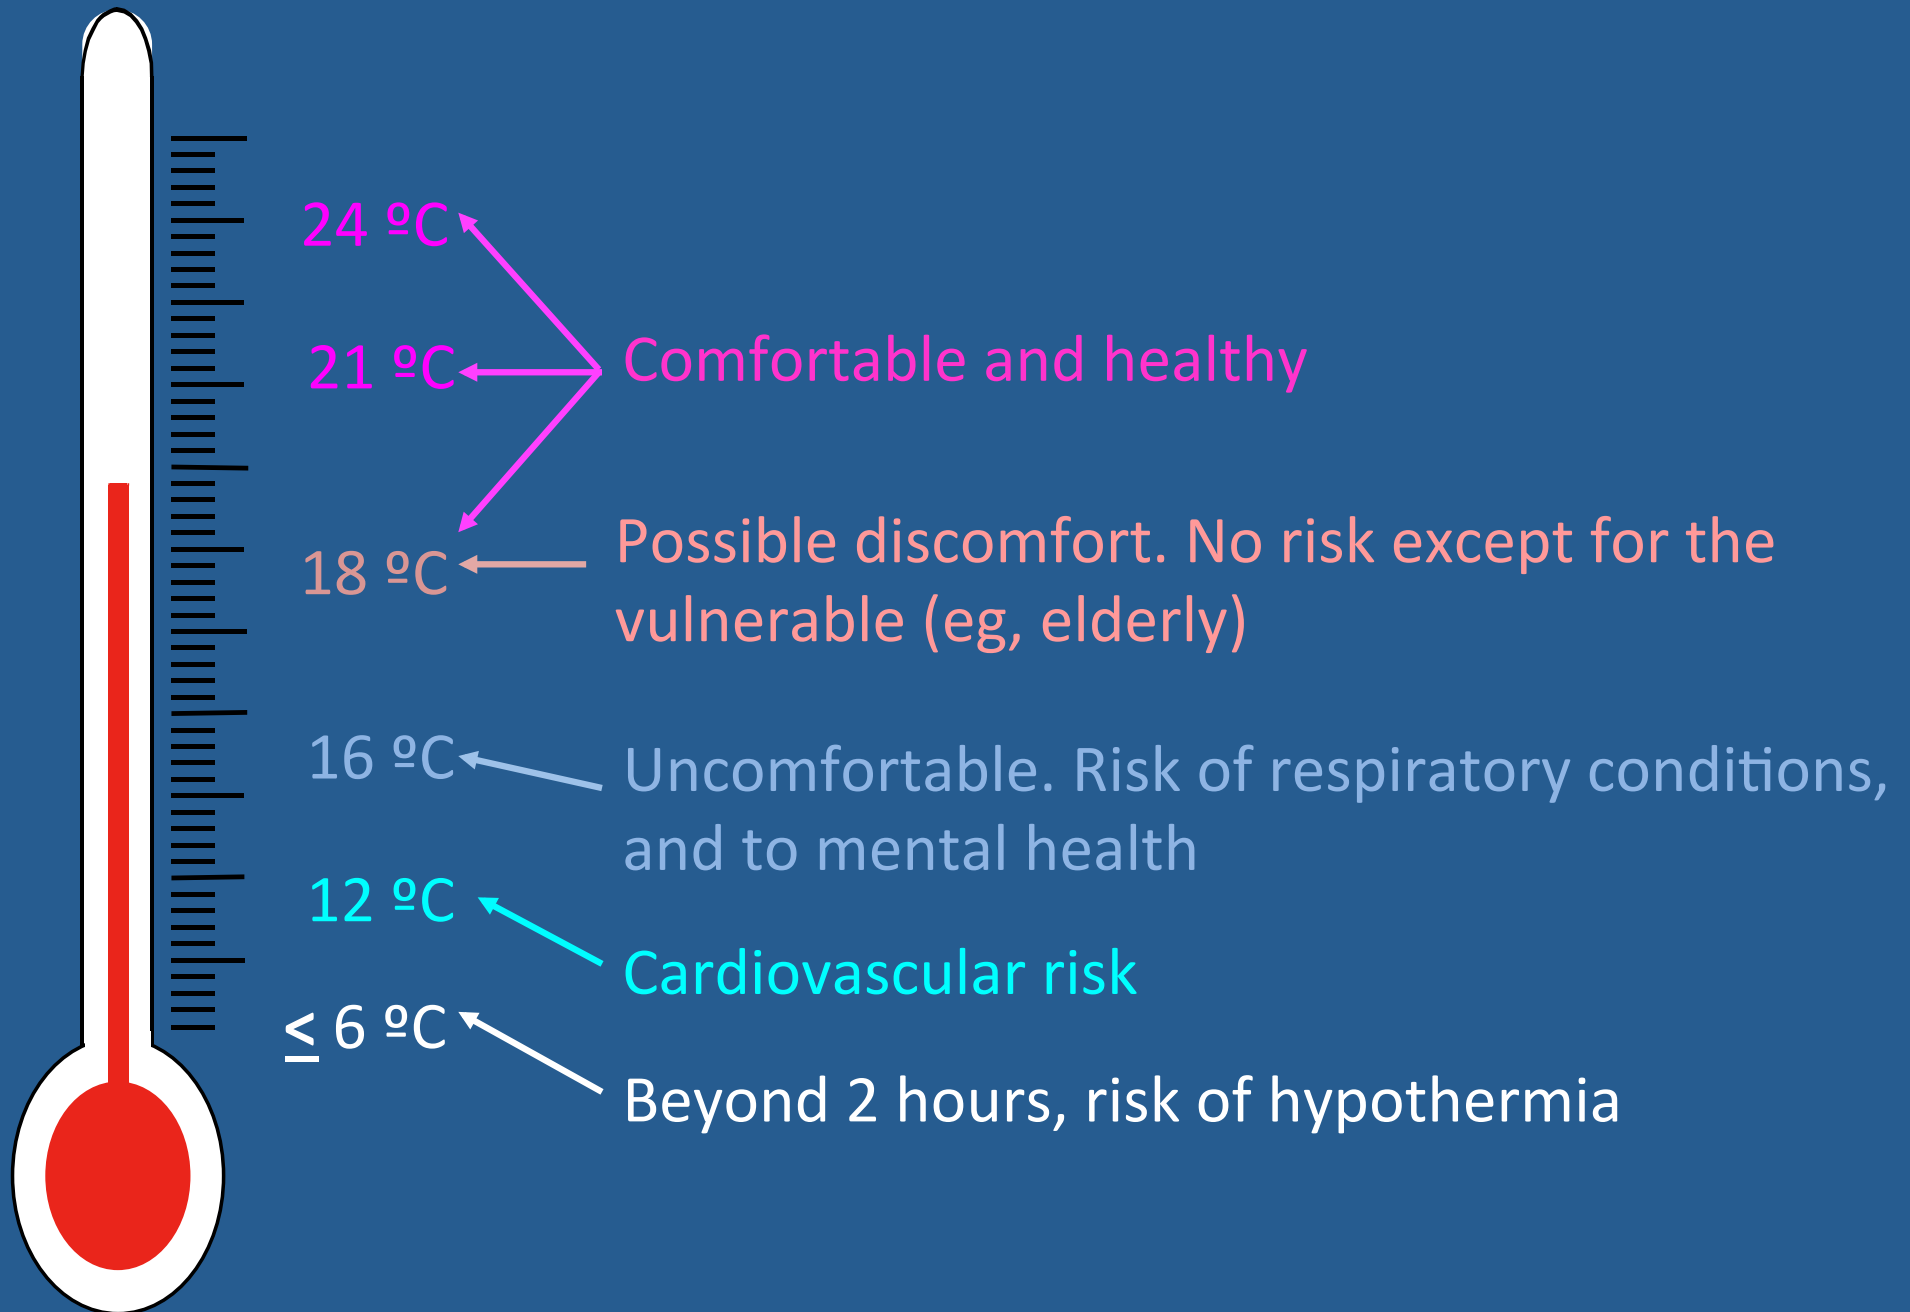 24 ºC
21 ºC
Comfortable and healthy
18 ºC
Possible discomfort. No risk except for the
vulnerable (eg, elderly)
16 ºC
Uncomfortable. Risk of respiratory conditions,
and to mental health
12 ºC
Cardiovascular risk
< 6 ºC
Beyond 2 hours, risk of hypothermia